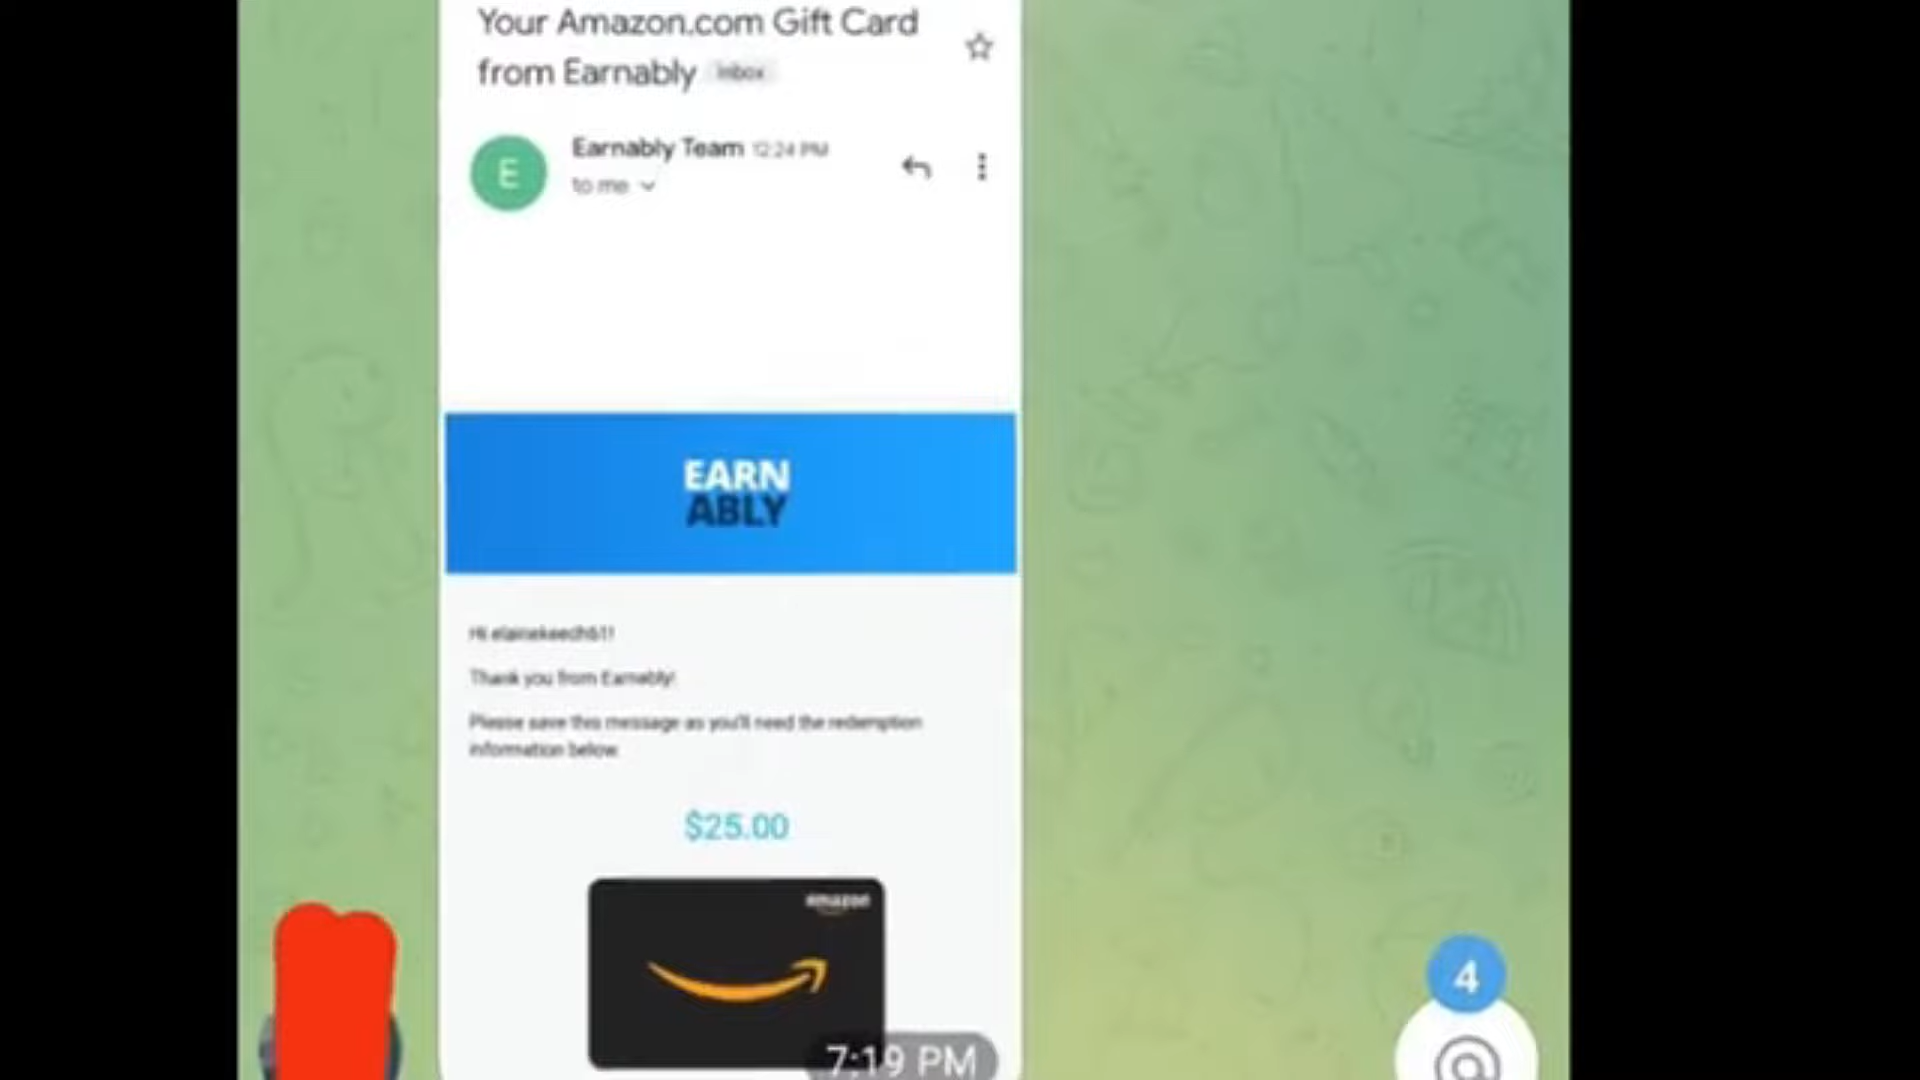 Your Amazon.com Gift Card
from Earnably Inbox
Earnably Team 12:24 PM
to me
E
EARN
ABLY
Hi elainekeech61!
Thank you from Earnably!
Please save this message as you'll need the redemption
information below.
$25.00
amazon
7:19 PM
4
@